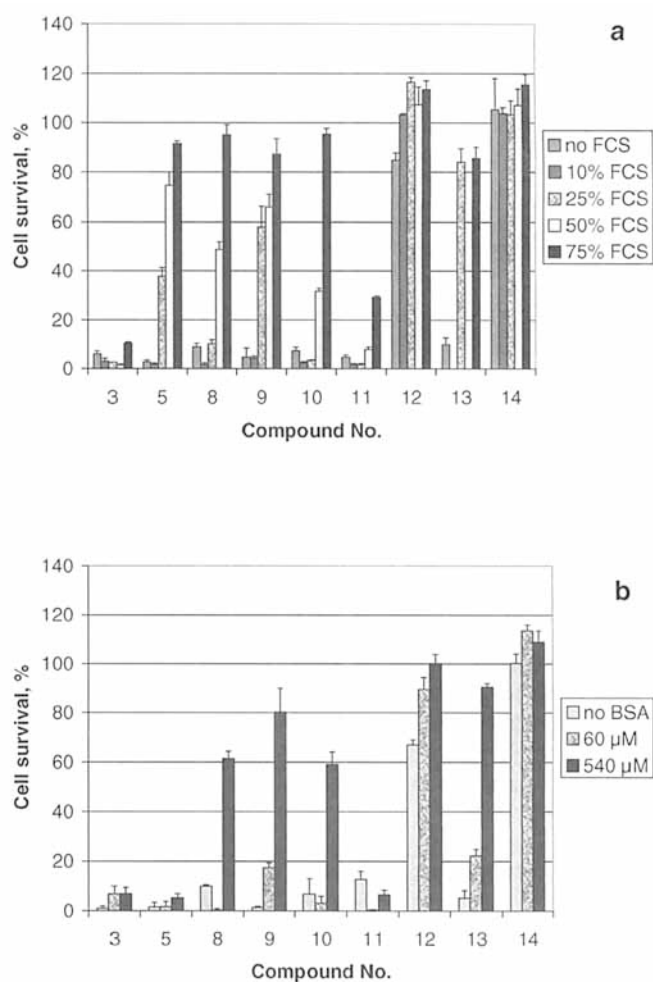 a
140
120
100
80
60
40
20
0
Cell survival, %
3 5 8 9 10 11 12 13 14
Compound No.
no FCS
10% FCS
25% FCS
50% FCS
75% FCS
b
140
120
100
80
60
40
20
0
Cell survival, %
3 5 8 9 10 11 12 13 14
Compound No.
no BSA
60 µM
540 µM